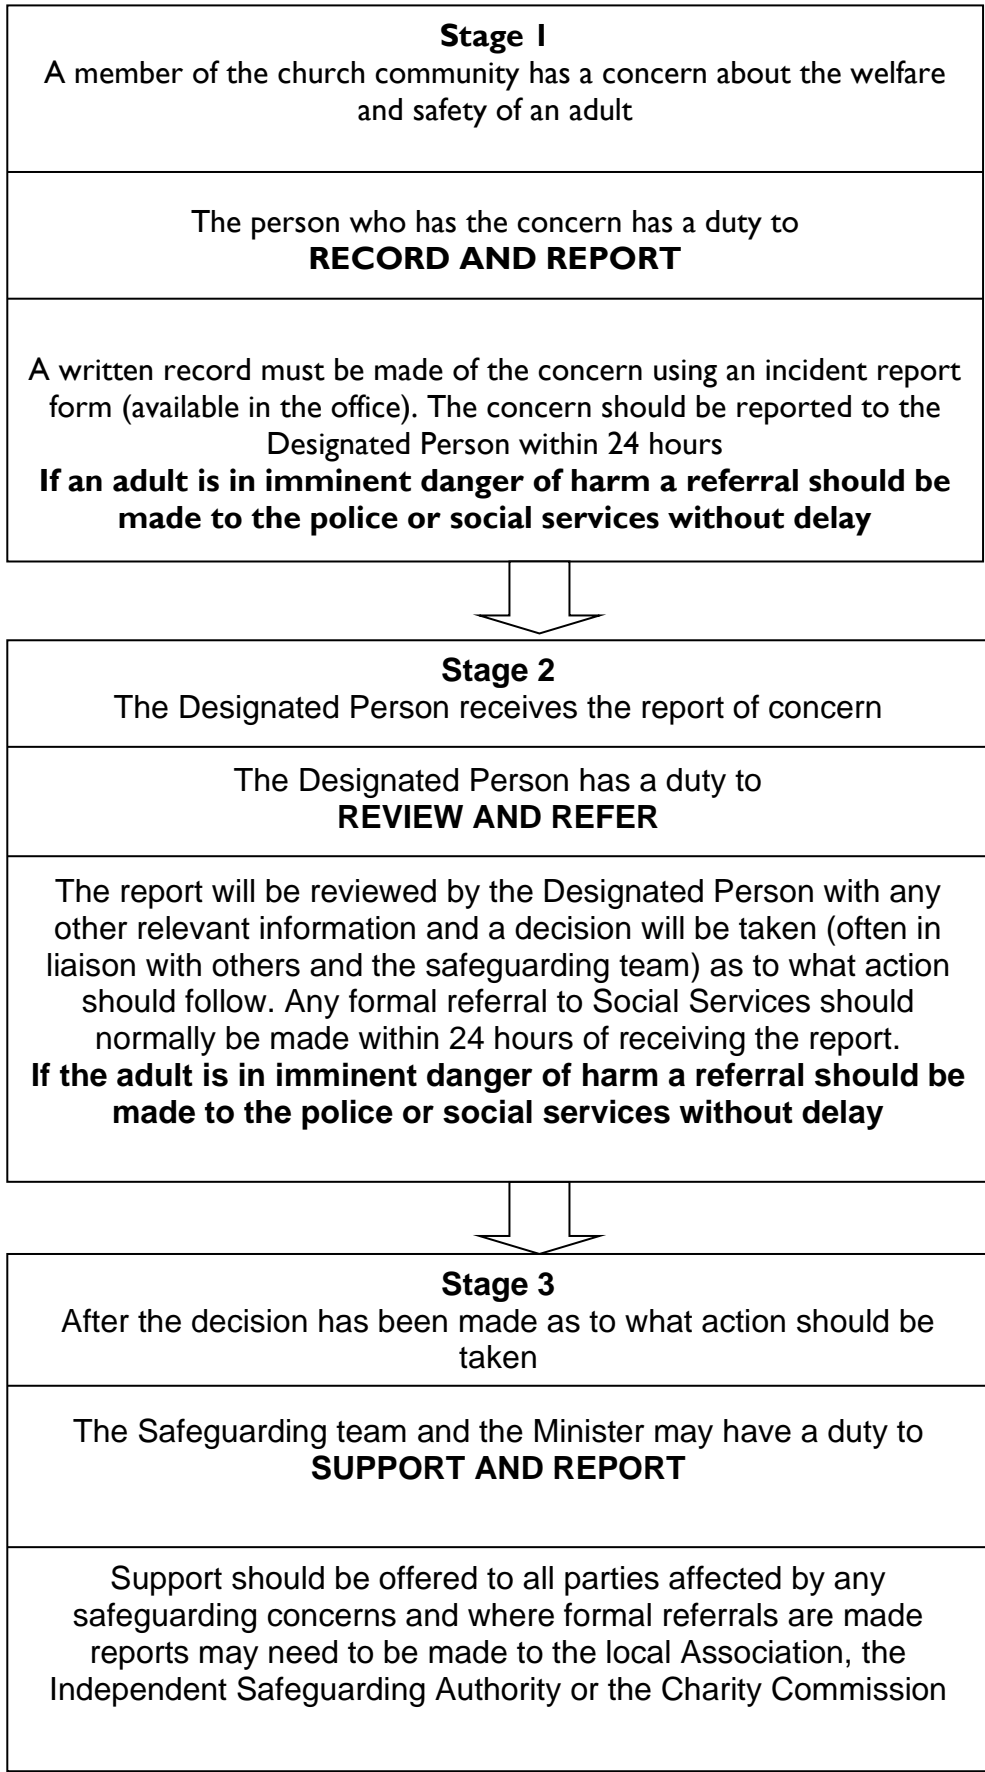 Stage 1
A member of the church community has a concern about the welfare
and safety of an adult
The person who has the concern has a duty to
RECORD AND REPORT
A written record must be made of the concern using an incident report
form (available in the office). The concern should be reported to the
Designated Person within 24 hours
If an adult is in imminent danger of harm a referral should be
made to the police or social services without delay
Stage 2
The Designated Person receives the report of concern
The Designated Person has a duty to
REVIEW AND REFER
The report will be reviewed by the Designated Person with any
other relevant information and a decision will be taken (often in
liaison with others and the safeguarding team) as to what action
should follow. Any formal referral to Social Services should
normally be made within 24 hours of receiving the report.
If the adult is in imminent danger of harm a referral should be
made to the police or social services without delay
Stage 3
After the decision has been made as to what action should be
taken
The Safeguarding team and the Minister may have a duty to
SUPPORT AND REPORT
Support should be offered to all parties affected by any
safeguarding concerns and where formal referrals are made
reports may need to be made to the local Association, the
Independent Safeguarding Authority or the Charity Commission